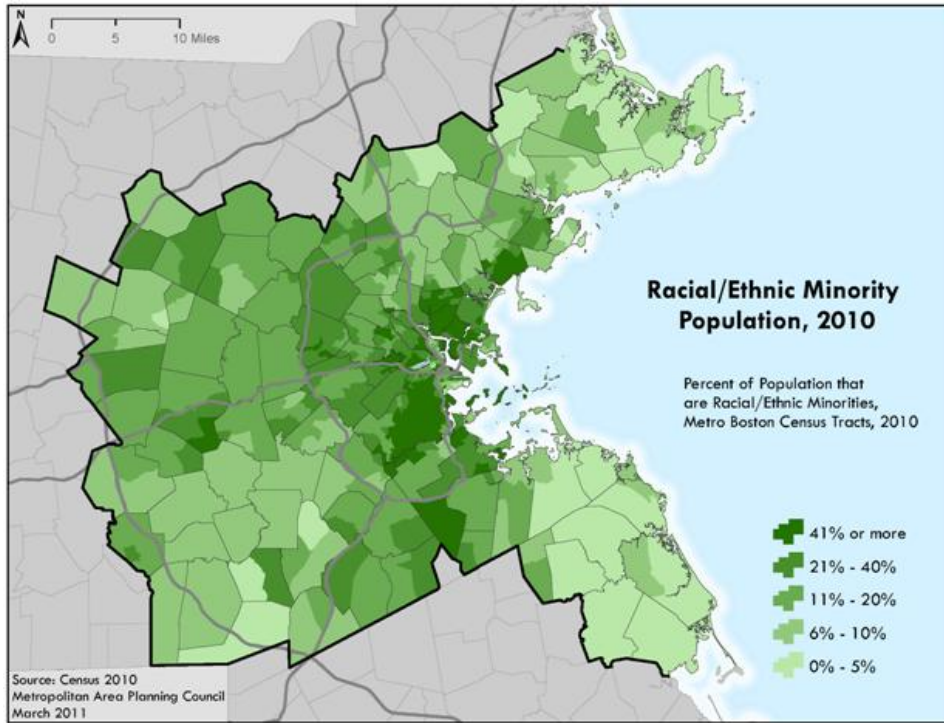 N
0 5 10 Miles
Racial/Ethnic Minority
Population, 2010
Percent of Population that
are Racial/Ethnic Minorities,
Metro Boston Census Tracts, 2010
41% or more
21% - 40%
11% - 20%
6% - 10%
0% - 5%
Source: Census 2010
Metropolitan Area Planning Council
March 2011